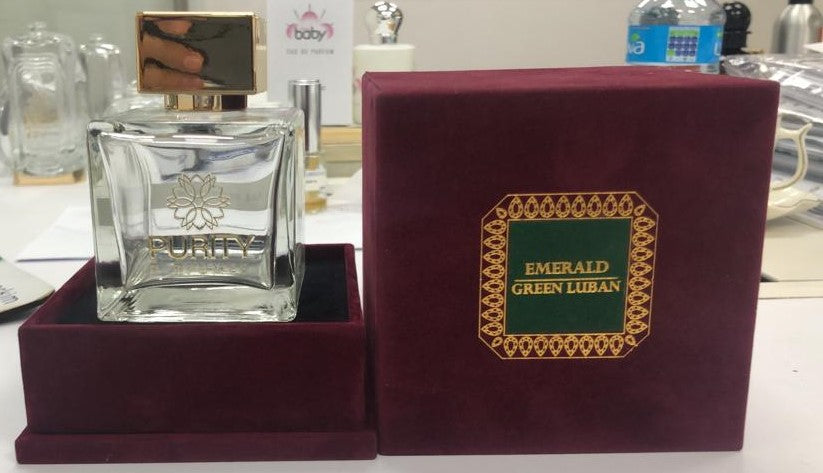 baby
EAU DE PARFUM
PURITY
EMERALD
GREEN LUBAN